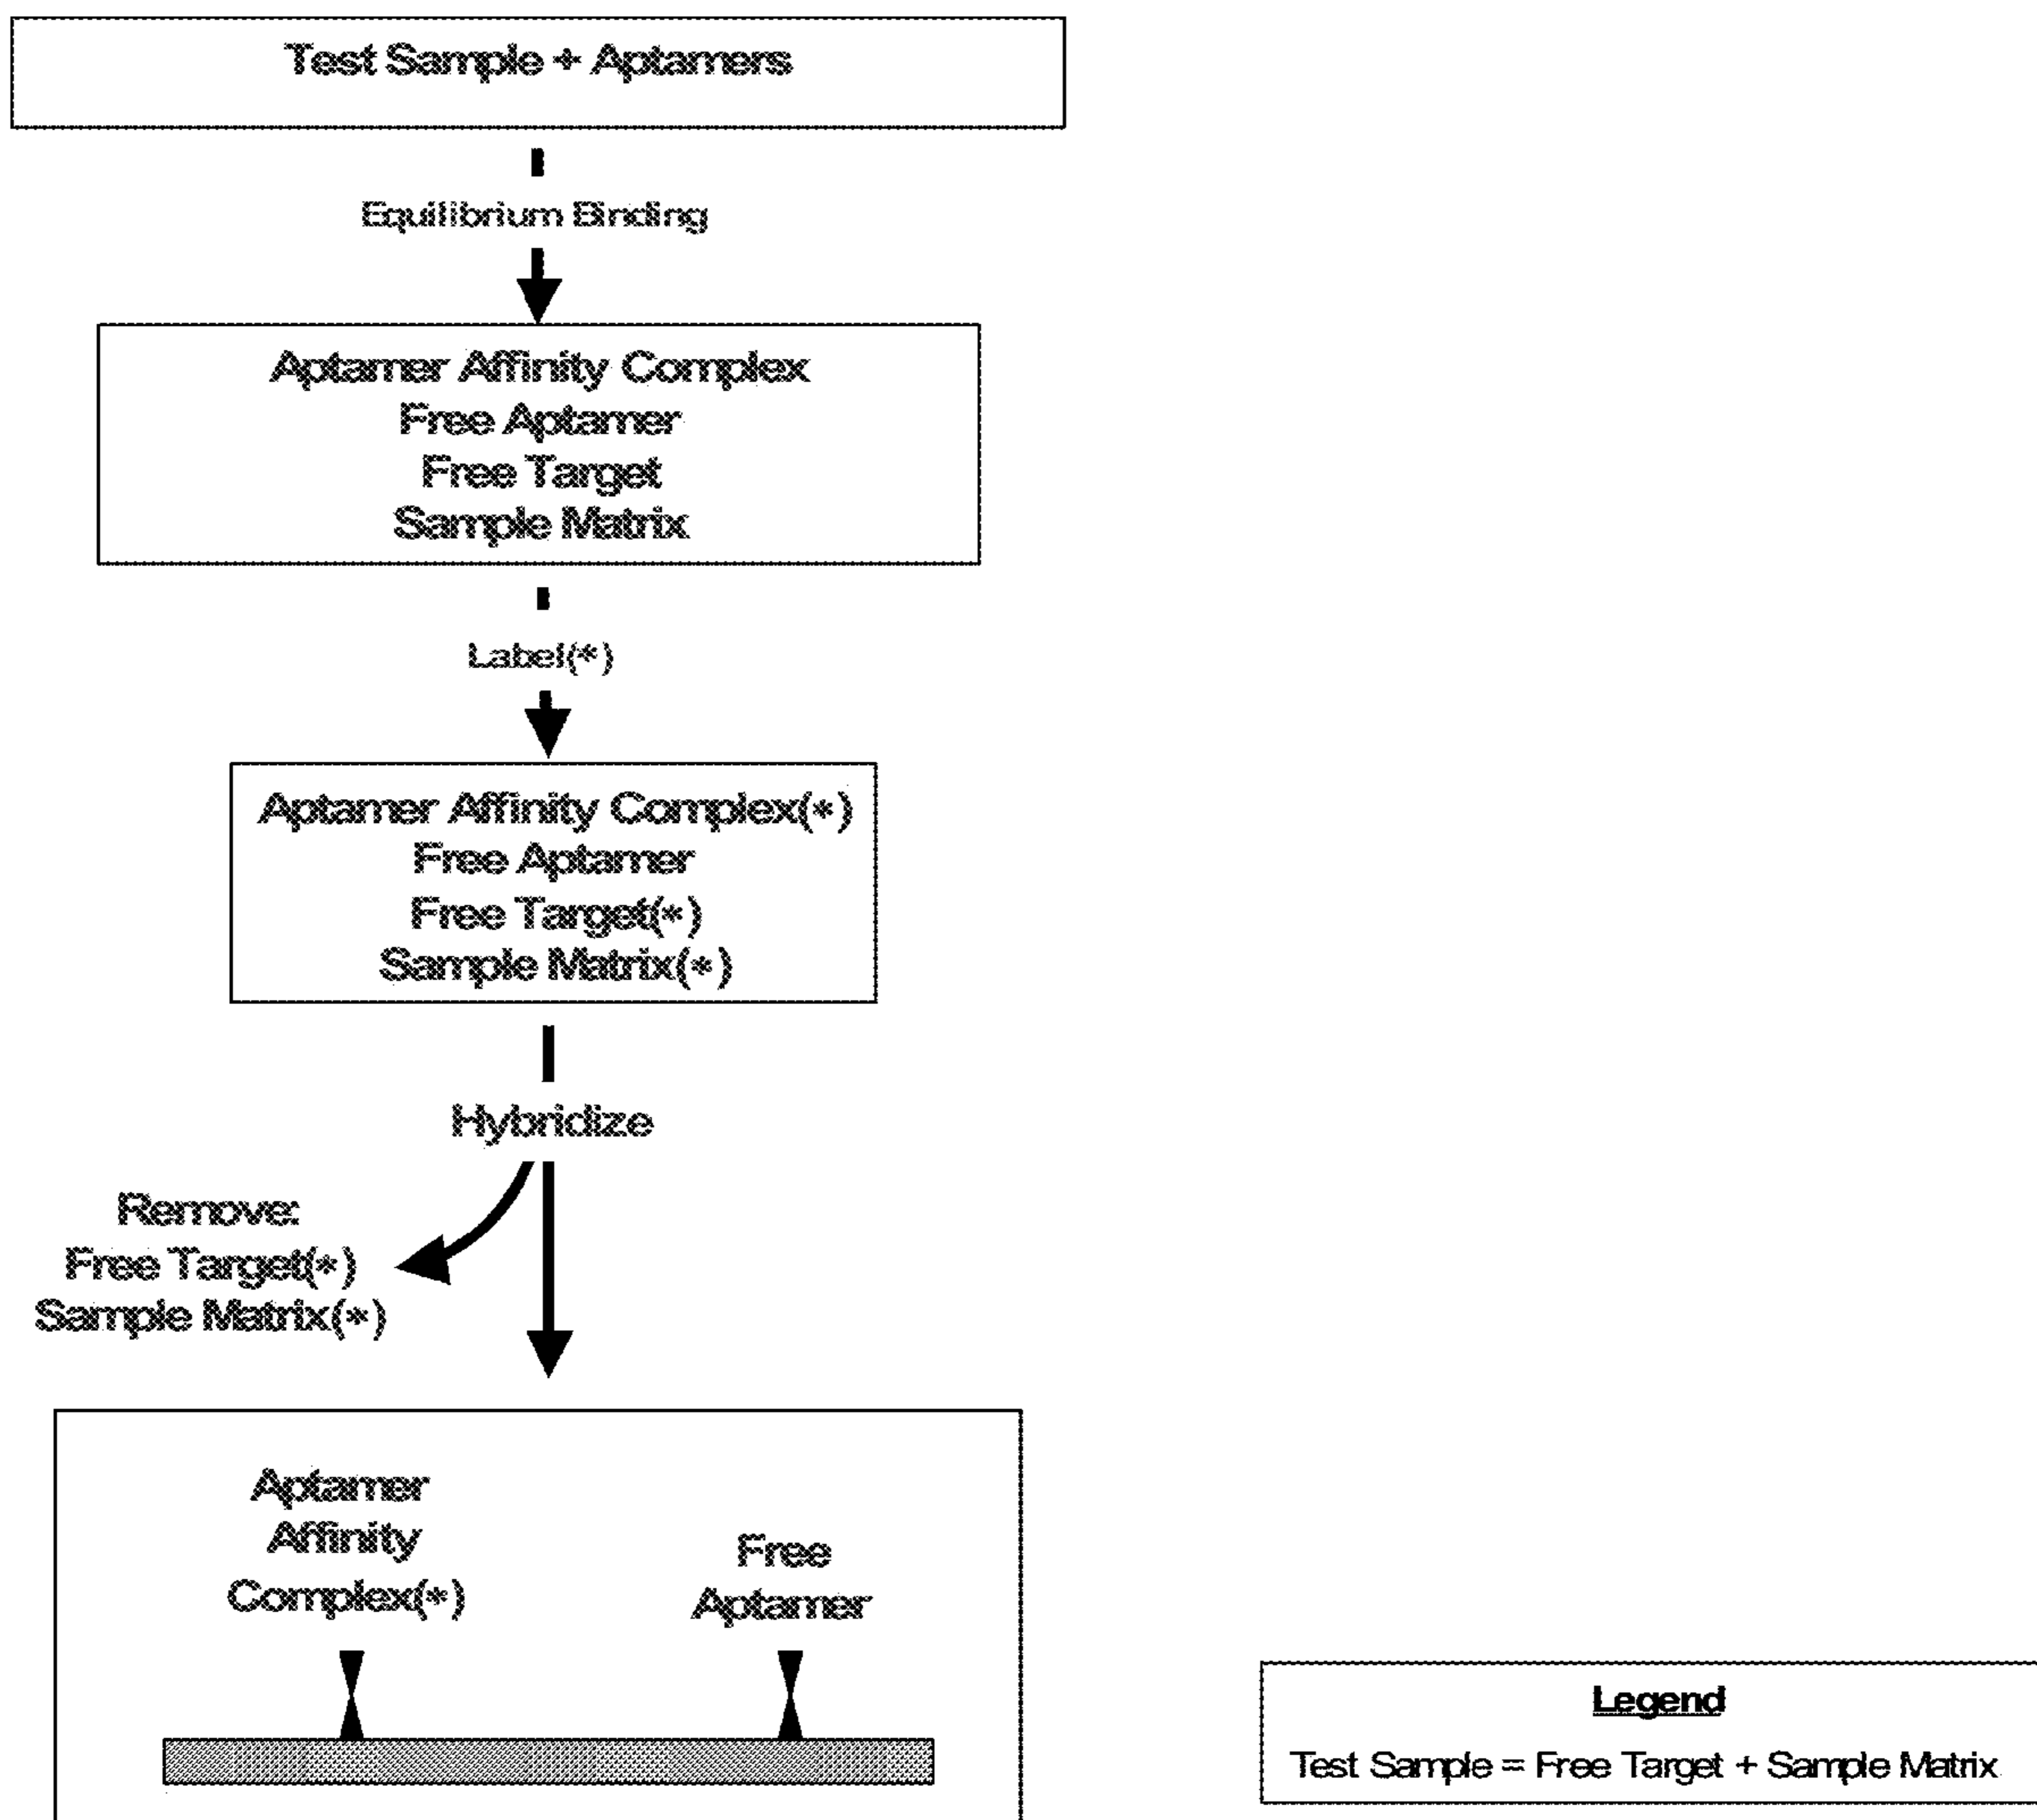 Test Sample + Aptamers
Equilibrium Binding
Aptamer Affinity Complex
Free Aptamer
Free Target
Sample Matrix
Label(*)
Aptamer Affinity Complex(*)
Free Aptamer
Free Target(*)
Sample Matrix(*)
Hybridize
Remove:
Free Target(*)
Sample Matrix(*)
Aptamer
Affinity
Complex(*)
Free
Aptamer
Legend
Test Sample = Free Target + Sample Matrix